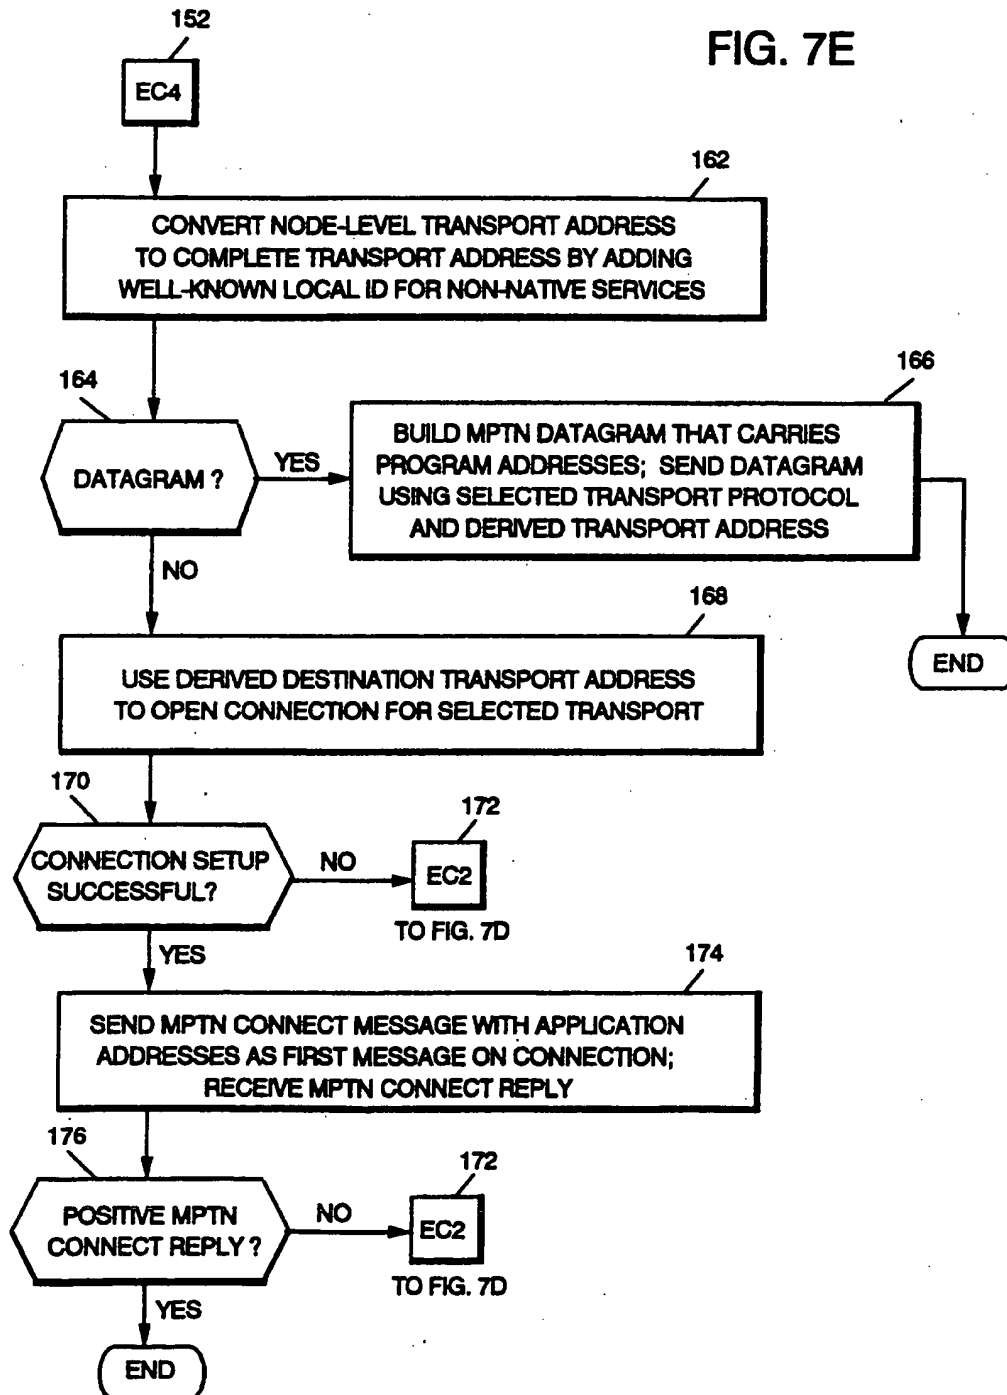 FIG. 7E
152
EC4
162
CONVERT NODE-LEVEL TRANSPORT ADDRESS
TO COMPLETE TRANSPORT ADDRESS BY ADDING
WELL-KNOWN LOCAL ID FOR NON-NATIVE SERVICES
164
DATAGRAM ?
YES
166
BUILD MPTN DATAGRAM THAT CARRIES
PROGRAM ADDRESSES; SEND DATAGRAM
USING SELECTED TRANSPORT PROTOCOL
AND DERIVED TRANSPORT ADDRESS
END
NO
168
USE DERIVED DESTINATION TRANSPORT ADDRESS
TO OPEN CONNECTION FOR SELECTED TRANSPORT
170
CONNECTION SETUP
SUCCESSFUL?
NO
172
EC2
TO FIG. 7D
YES
174
SEND MPTN CONNECT MESSAGE WITH APPLICATION
ADDRESSES AS FIRST MESSAGE ON CONNECTION;
RECEIVE MPTN CONNECT REPLY
176
POSITIVE MPTN
CONNECT REPLY ?
NO
172
EC2
TO FIG. 7D
YES
END